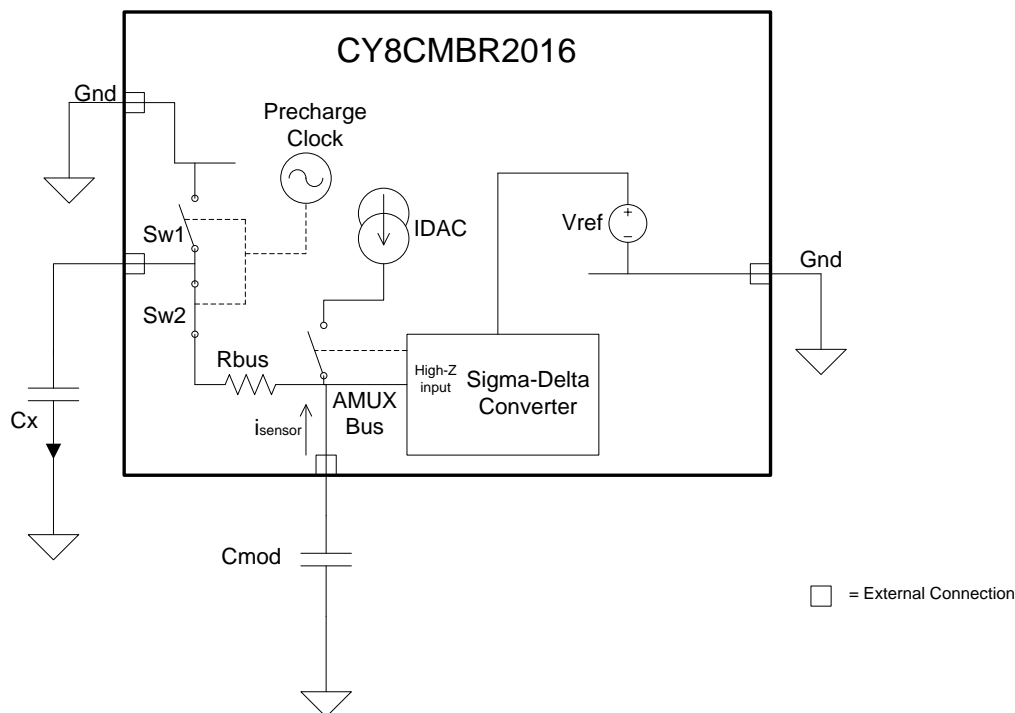 CY8CMBR2016
Gnd
Precharge
Clock
IDAC
Vref
+
–
Sw1
Gnd
Sw2
Rbus
High-Z
input
Sigma-Delta
Converter
AMUX
Bus
isensor
Cx
Cmod
= External Connection